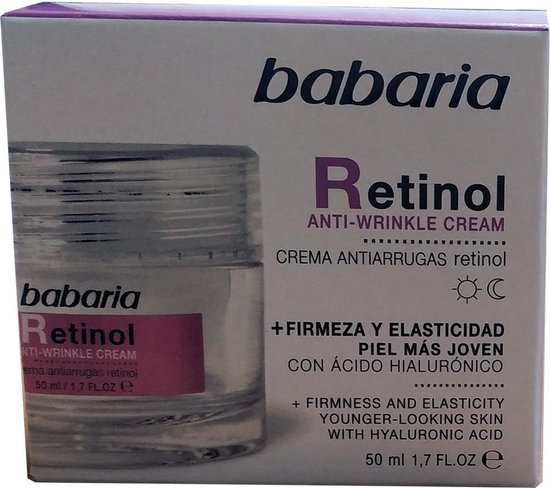 babaria
Retinol
ANTI-WRINKLE CREAM
CREMA ANTIARRUGAS retinol
+FIRMEZA Y ELASTICIDAD
PIEL MÁS JOVEN
CON ÁCIDO HIALURÓNICO
+ FIRMNESS AND ELASTICITY
YOUNGER-LOOKING SKIN
WITH HYALURONIC ACID
50 ml 1,7 FL.OZ ℮
babaria
Retinol
ANTI-WRINKLE CREAM
crema antiarrugas retinol
50 ml / 1,7 FL.OZ ℮